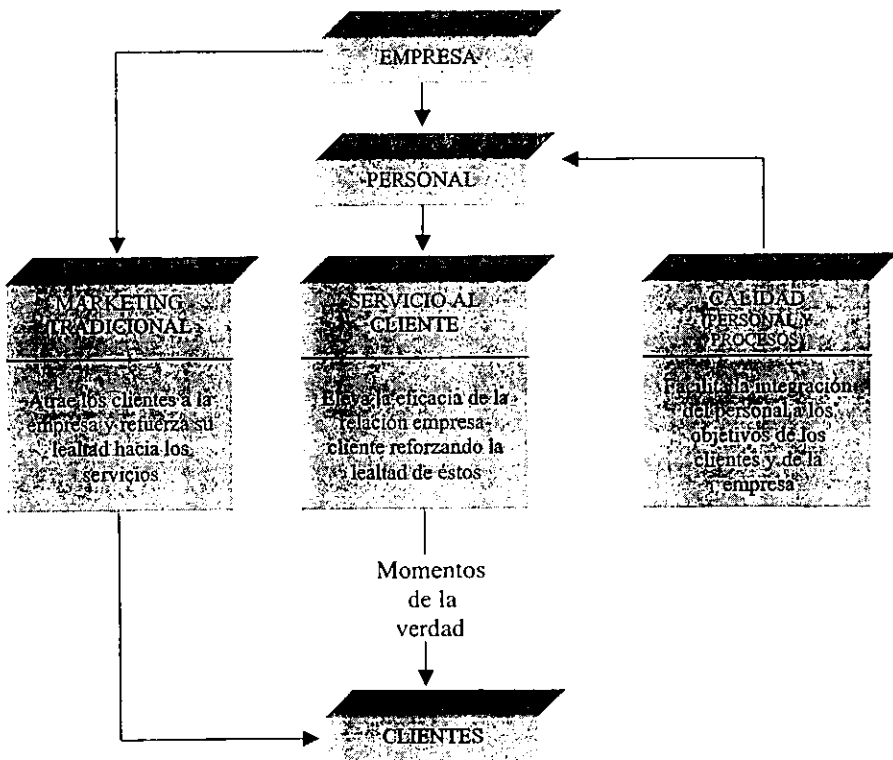 EMPRESA
PERSONAL
MARKETING
TRADICIONAL
Atrae los clientes a la
empresa y refuerza su
lealtad hacia los
servicios
SERVICIO AL
CLIENTE
Eleva la eficacia de la
relación empresa-
cliente reforzando la
lealtad de éstos
CALIDAD
(PERSONAL Y
PROCESOS)
Facilita la integración
del personal a los
objetivos de los
clientes y de la
empresa
Momentos
de la
verdad
CLIENTES